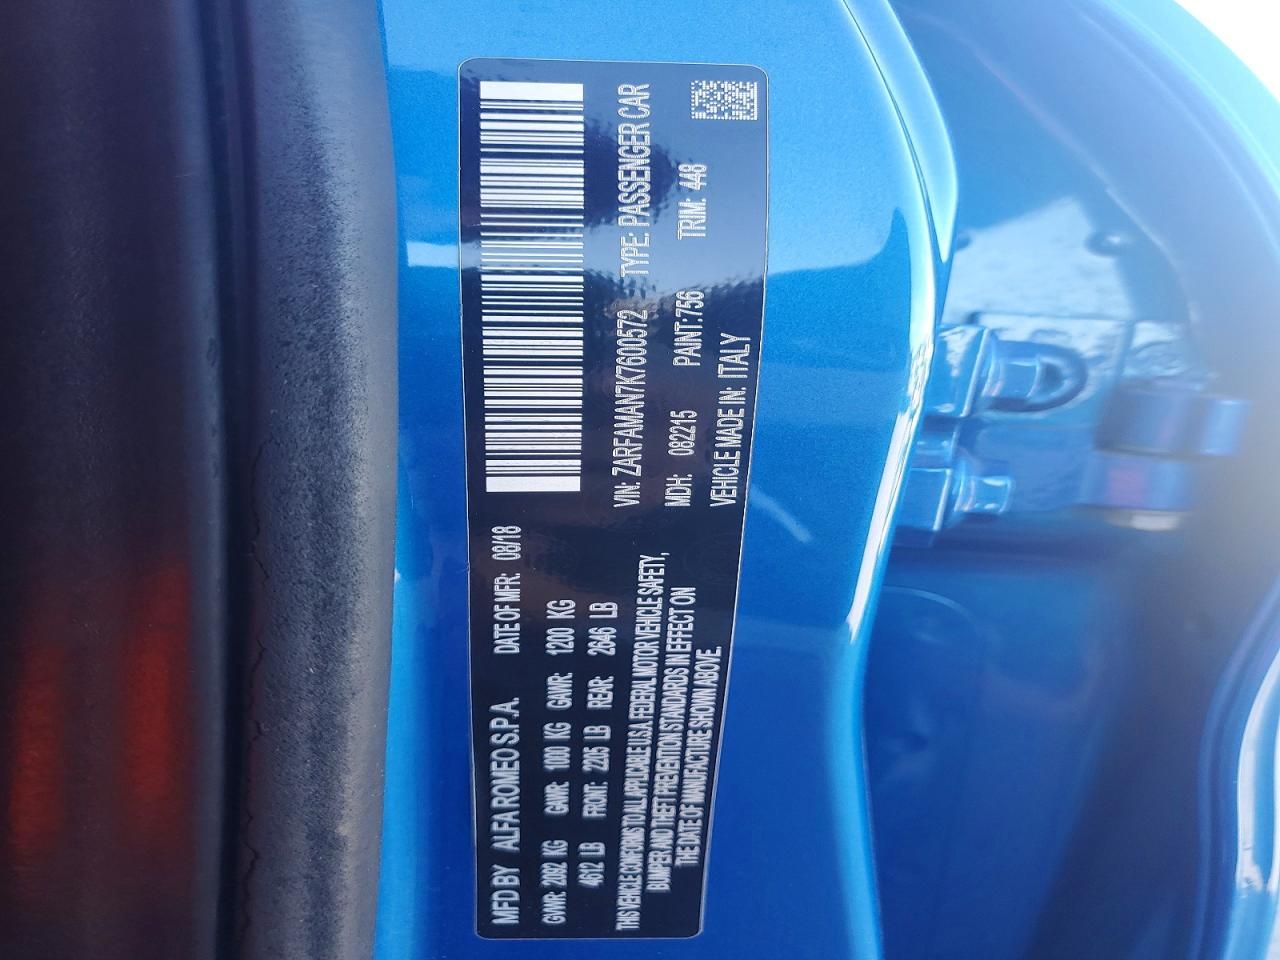 MFD BY ALFA ROMEO S.P.A. DATE OF MFR: 08/18
GVWR: 2092 KG GAWR: 1000 KG GAWR: 1200 KG
4612 LB FRONT: 2205 LB REAR: 2646 LB
THIS VEHICLE CONFORMS TO ALL APPLICABLE U.S.A. FEDERAL MOTOR VEHICLE SAFETY,
BUMPER AND THEFT PREVENTION STANDARDS IN EFFECT ON
THE DATE OF MANUFACTURE SHOWN ABOVE.
VIN: ZARFAMAN7K7600572 TYPE: PASSENGER CAR
MDH: 082215 PAINT:756 TRIM: 448
VEHICLE MADE IN: ITALY